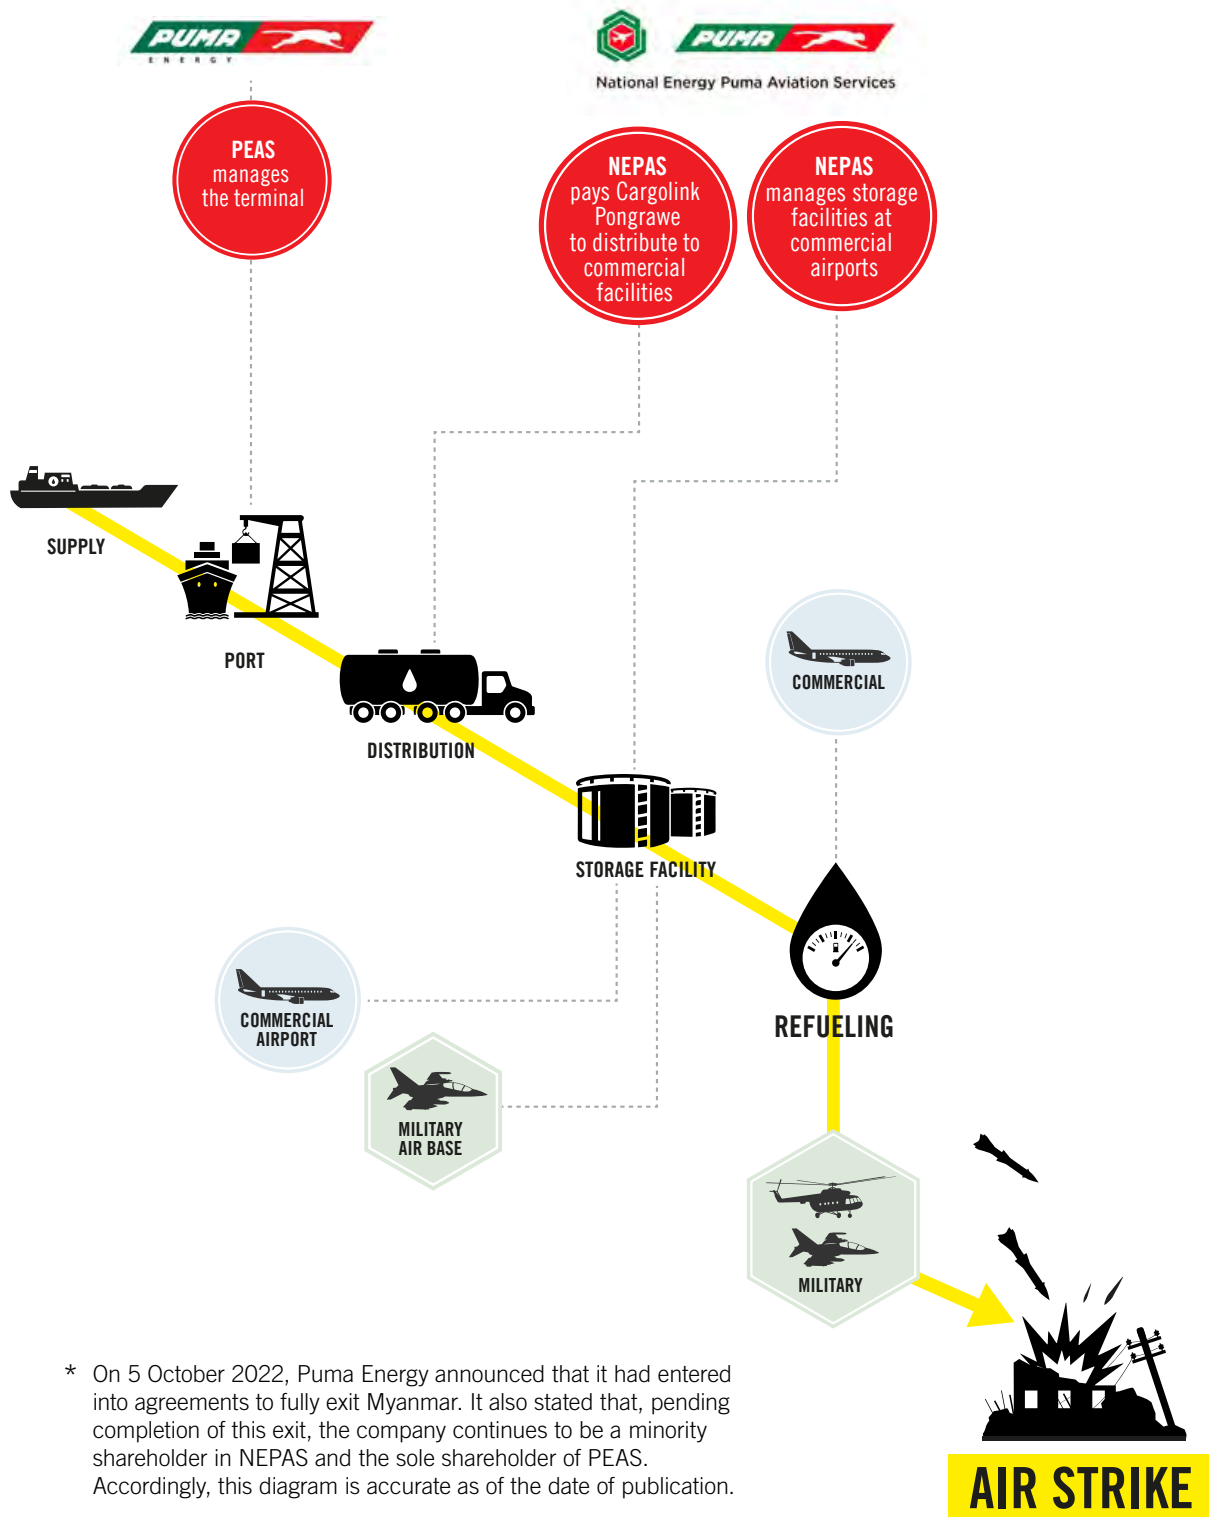 PUMA
ENERGY
PUMA
National Energy Puma Aviation Services
PEAS
manages
the terminal
NEPAS
pays Cargolink
Pongrawe
to distribute to
commercial
facilities
NEPAS
manages storage
facilities at
commercial
airports
SUPPLY
PORT
DISTRIBUTION
COMMERCIAL
STORAGE FACILITY
COMMERCIAL
AIRPORT
REFUELING
MILITARY
AIR BASE
MILITARY
* On 5 October 2022, Puma Energy announced that it had entered
into agreements to fully exit Myanmar. It also stated that, pending
completion of this exit, the company continues to be a minority
shareholder in NEPAS and the sole shareholder of PEAS.
Accordingly, this diagram is accurate as of the date of publication.
AIR STRIKE